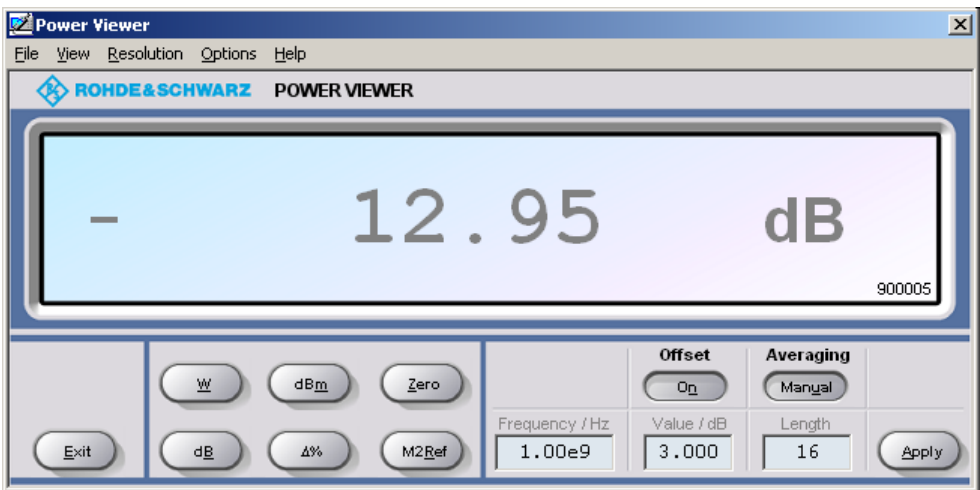 Power Viewer
File View Resolution Options Help
ROHDE&SCHWARZ POWER VIEWER
- 12.95 dB
900005
Offset Averaging
W dBm Zero On Manual
Frequency / Hz Value / dB Length
Exit dB Δ% M2Ref 1.00e9 3.000 16 Apply